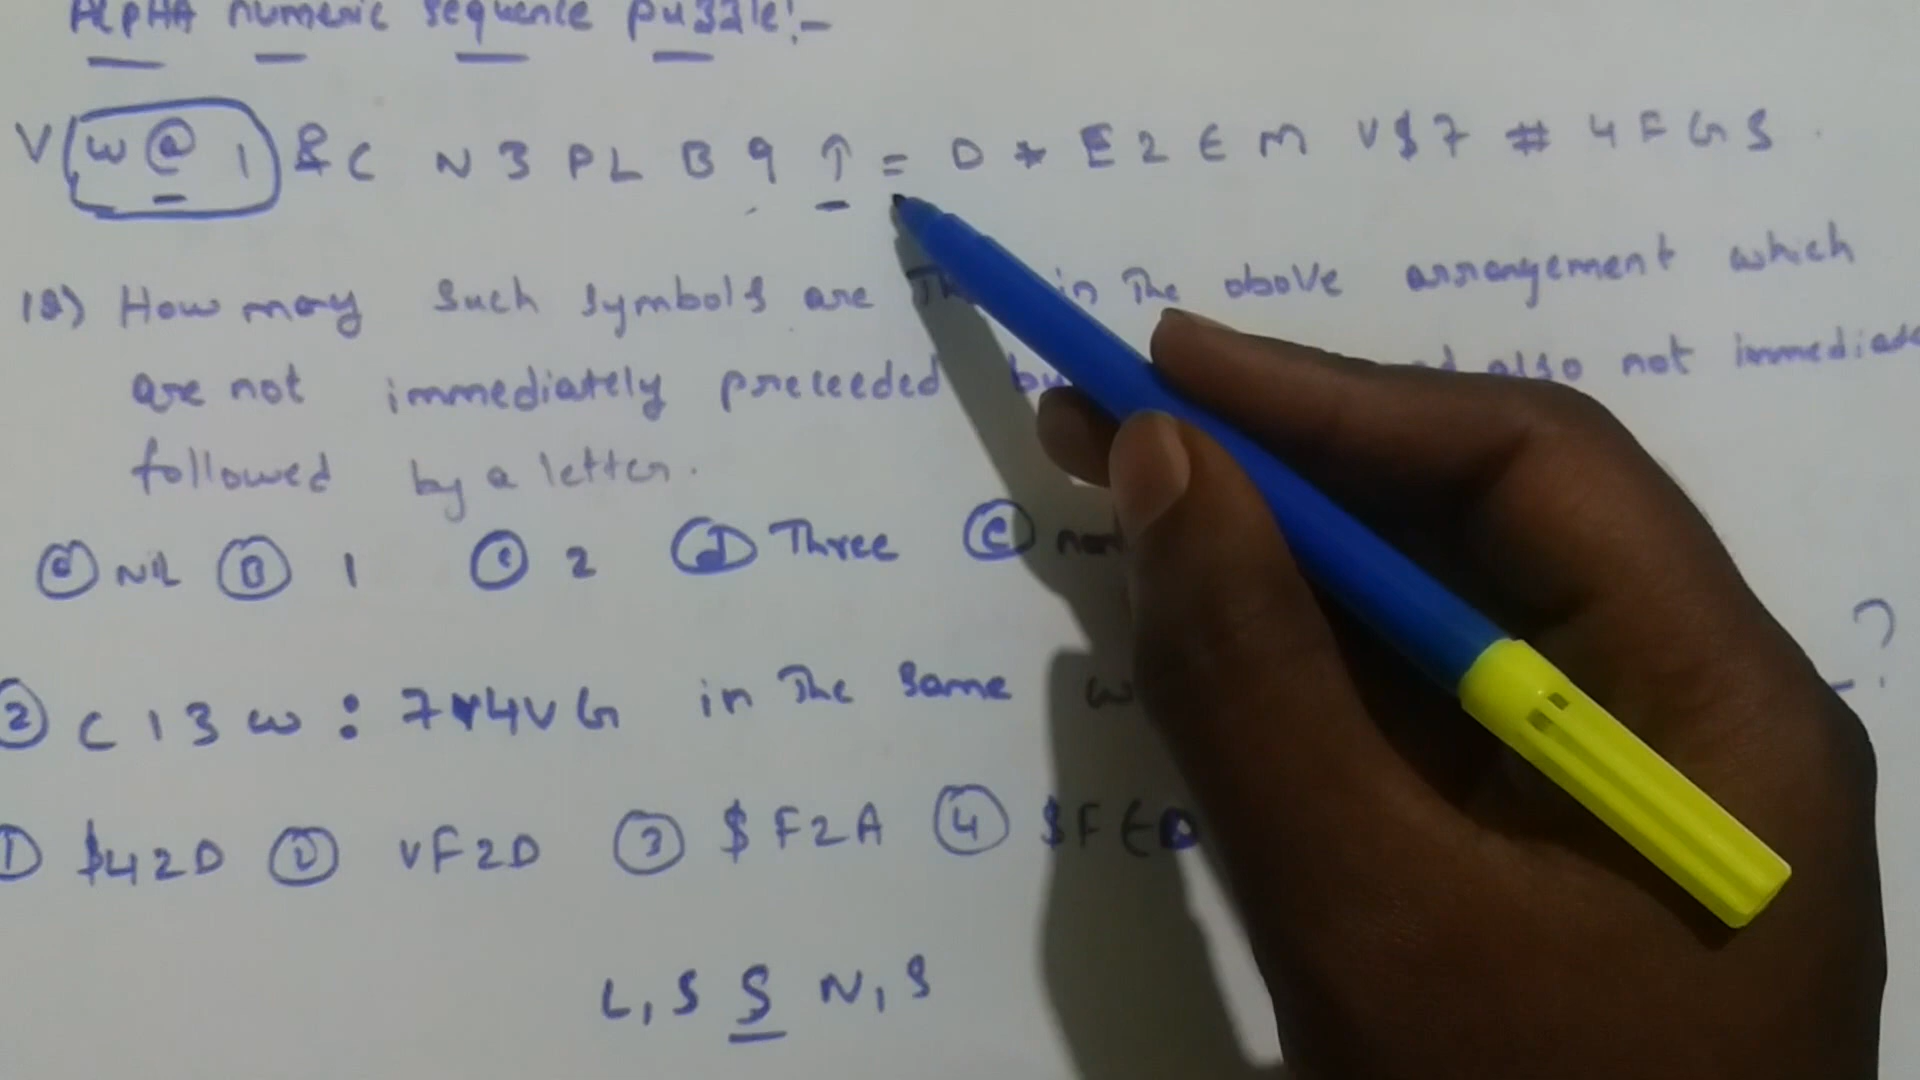 AlpHA numeric sequence puzzle:-
V W @ 1 & C N 3 P L B 9 ↑ = D * E 2 € M V $ 7 # 4 F G S
How many such symbols are in The above arrangement which
are not immediately preceeded also not immediate
followed by a letter.
NIL B 1 C 2 D Three
2 C 1 3 W : 7 4 V G in The same
1 $42D 2 VF2D 3 $F2A 4 $F€D
L, S S N, S